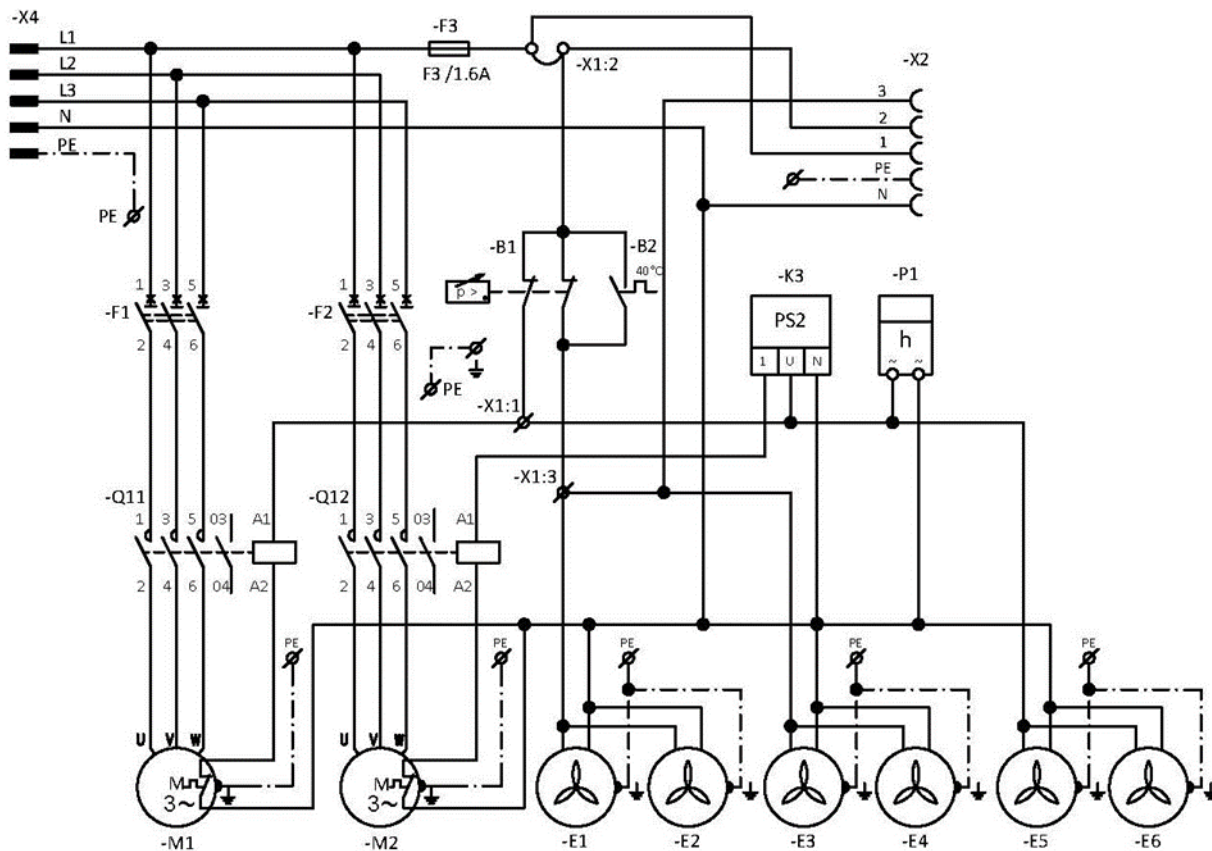 -X4
L1
-F3
L2
F3 /1.6A
-X1:2
-X2
L3
3
N
2
PE
1
PE
N
PE
-B1
-B2
40°C
-K3
-P1
1 3 5
1 3 5
p >
-F1
-F2
PS2
h
2 4 6
2 4 6
1 U N
~ ~
PE
-X1:1
-X1:3
-Q11
-Q12
1 3 5 03 A1
1 3 5 03 A1
2 4 6 04 A2
2 4 6 04 A2
PE
PE
PE
PE
PE
U V W
U V W
M
3~
M
3~
-M1
-M2
-E1
-E2
-E3
-E4
-E5
-E6